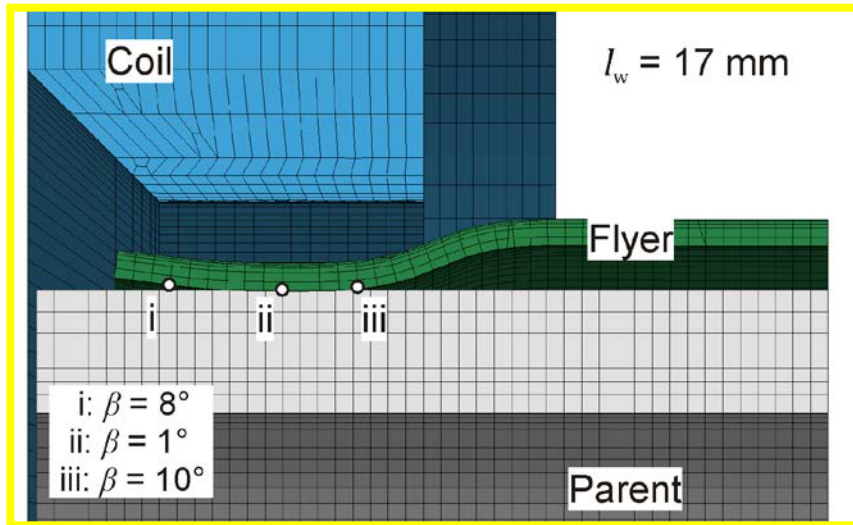 Coil
l_w = 17 mm
Flyer
i
ii
iii
i: β = 8°
ii: β = 1°
iii: β = 10°
Parent